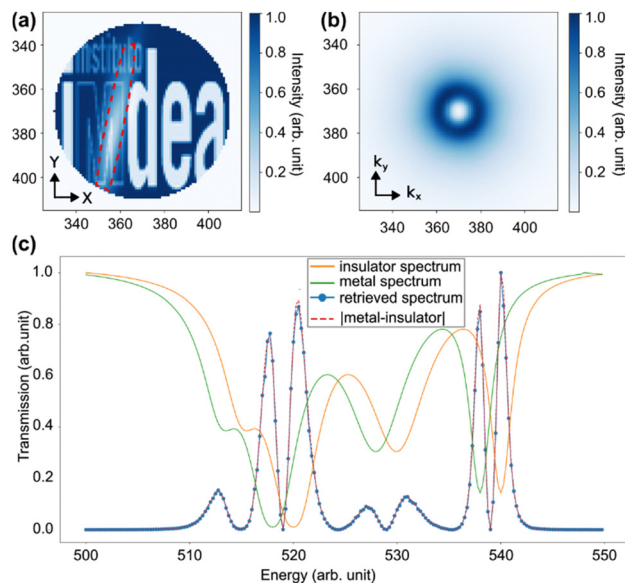 (a)
1.0
0.8
0.6
0.4
0.2
Intensity (arb. unit)
340
360
380
400
Y
X
340 360 380 400
instituto
iMdea
(b)
1.0
0.8
0.6
0.4
0.2
Intensity (arb. unit)
340
360
380
400
ky
kx
340 360 380 400
(c)
insulator spectrum
metal spectrum
retrieved spectrum
|metal-insulator|
Transmission (arb.unit)
1.0
0.8
0.6
0.4
0.2
0.0
500 510 520 530 540 550
Energy (arb. unit)